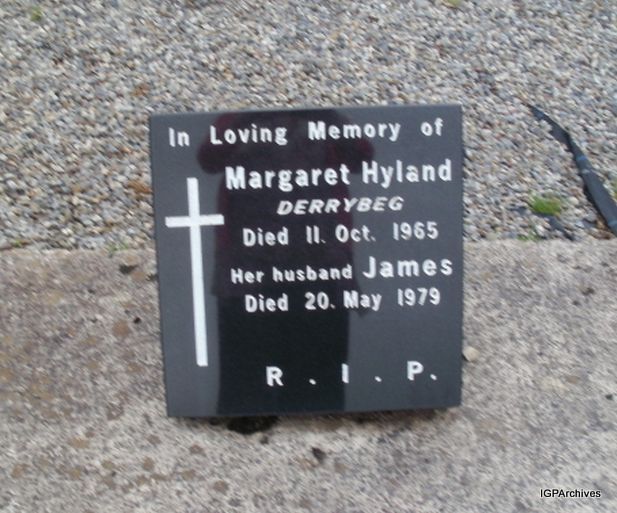 In Loving Memory of
Margaret Hyland
DERRYBEG
Died 11. Oct. 1965
Her husband James
Died 20. May 1979
R . I . P.
IGPArchives